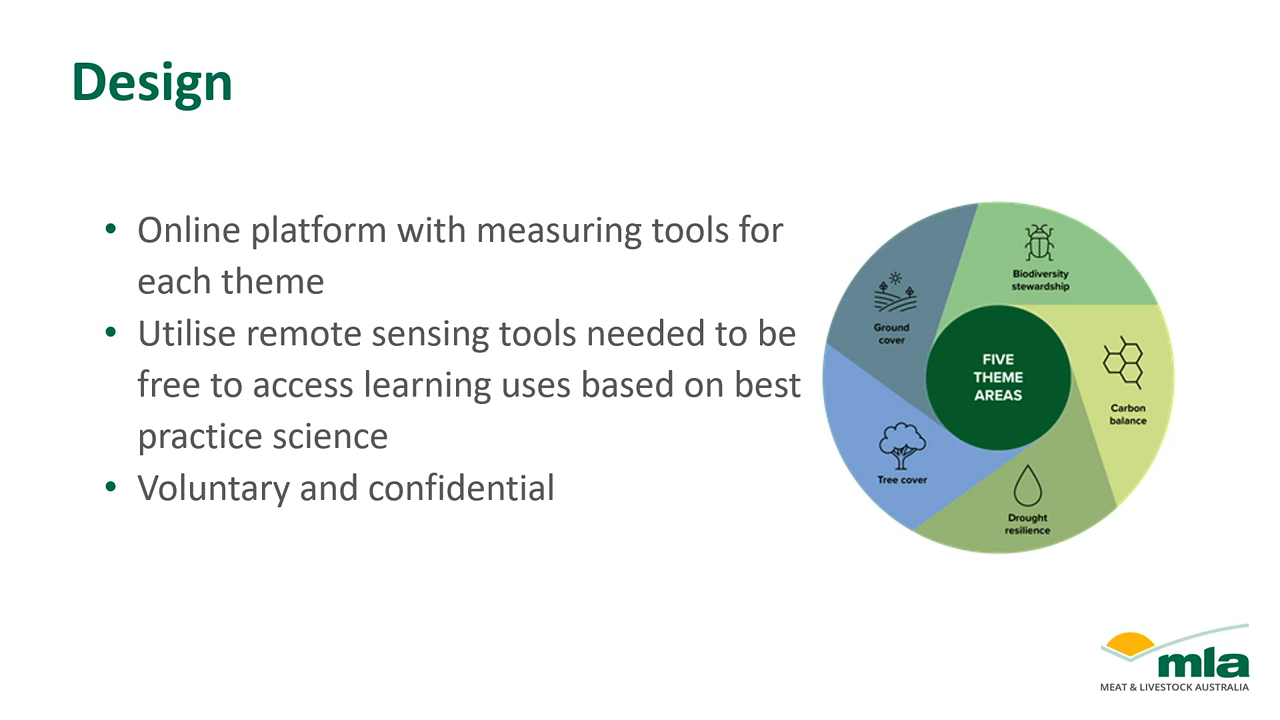 Design
• Online platform with measuring tools for
each theme
• Utilise remote sensing tools needed to be
free to access learning uses based on best
practice science
• Voluntary and confidential
Biodiversity
stewardship
Ground
cover
FIVE
THEME
AREAS
Carbon
balance
Tree cover
Drought
resilience
mla
MEAT & LIVESTOCK AUSTRALIA